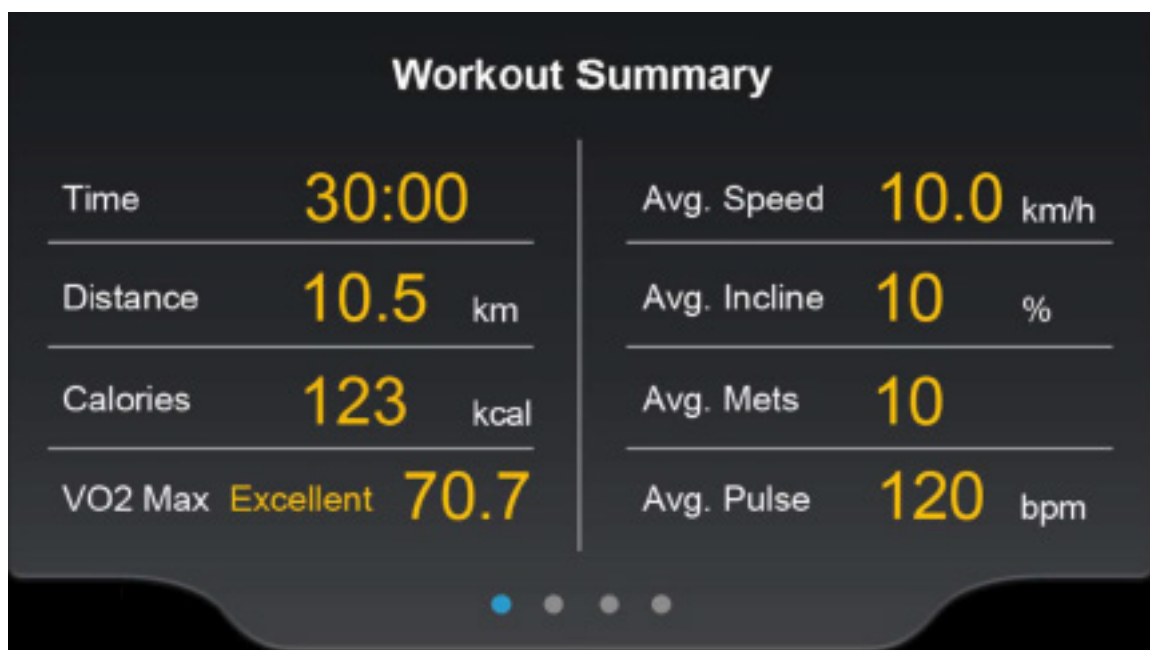 Workout Summary
Time 30:00
Distance 10.5 km
Calories 123 kcal
VO2 Max Excellent 70.7
Avg. Speed 10.0 km/h
Avg. Incline 10 %
Avg. Mets 10
Avg. Pulse 120 bpm